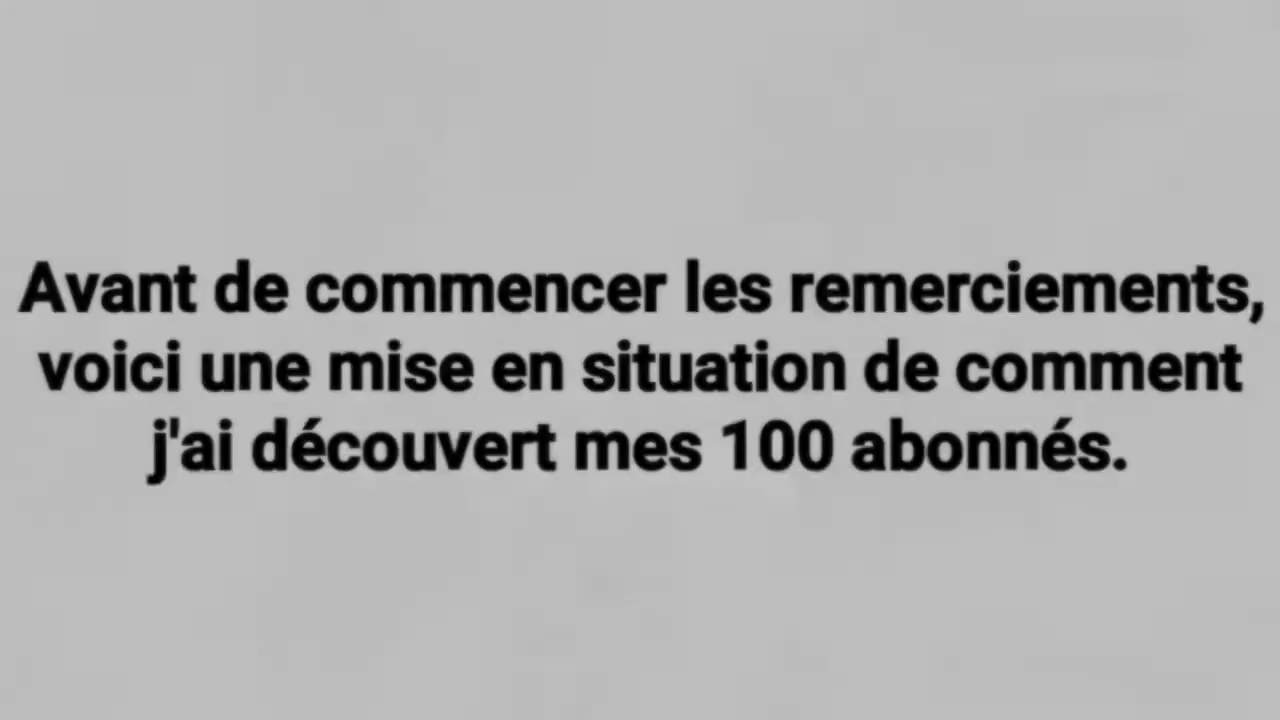 Avant de commencer les remerciements,
voici une mise en situation de comment
j'ai découvert mes 100 abonnés.